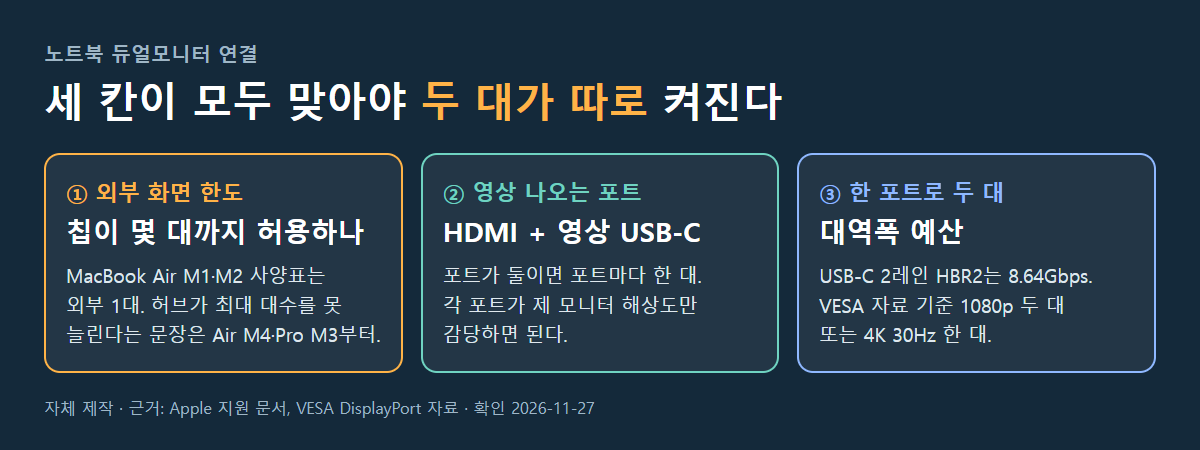 노트북 듀얼모니터 연결
세 칸이 모두 맞아야 두 대가 따로 켜진다
① 외부 화면 한도
칩이 몇 대까지 허용하나
MacBook Air M1·M2 사양표는
외부 1대. 허브가 최대 대수를 못
늘린다는 문장은 Air M4·Pro M3부터.
② 영상 나오는 포트
HDMI + 영상 USB-C
포트가 둘이면 포트마다 한 대.
각 포트가 제 모니터 해상도만
감당하면 된다.
③ 한 포트로 두 대
대역폭 예산
USB-C 2레인 HBR2는 8.64Gbps.
VESA 자료 기준 1080p 두 대
또는 4K 30Hz 한 대.
자체 제작 · 근거: Apple 지원 문서, VESA DisplayPort 자료 · 확인 2026-11-27